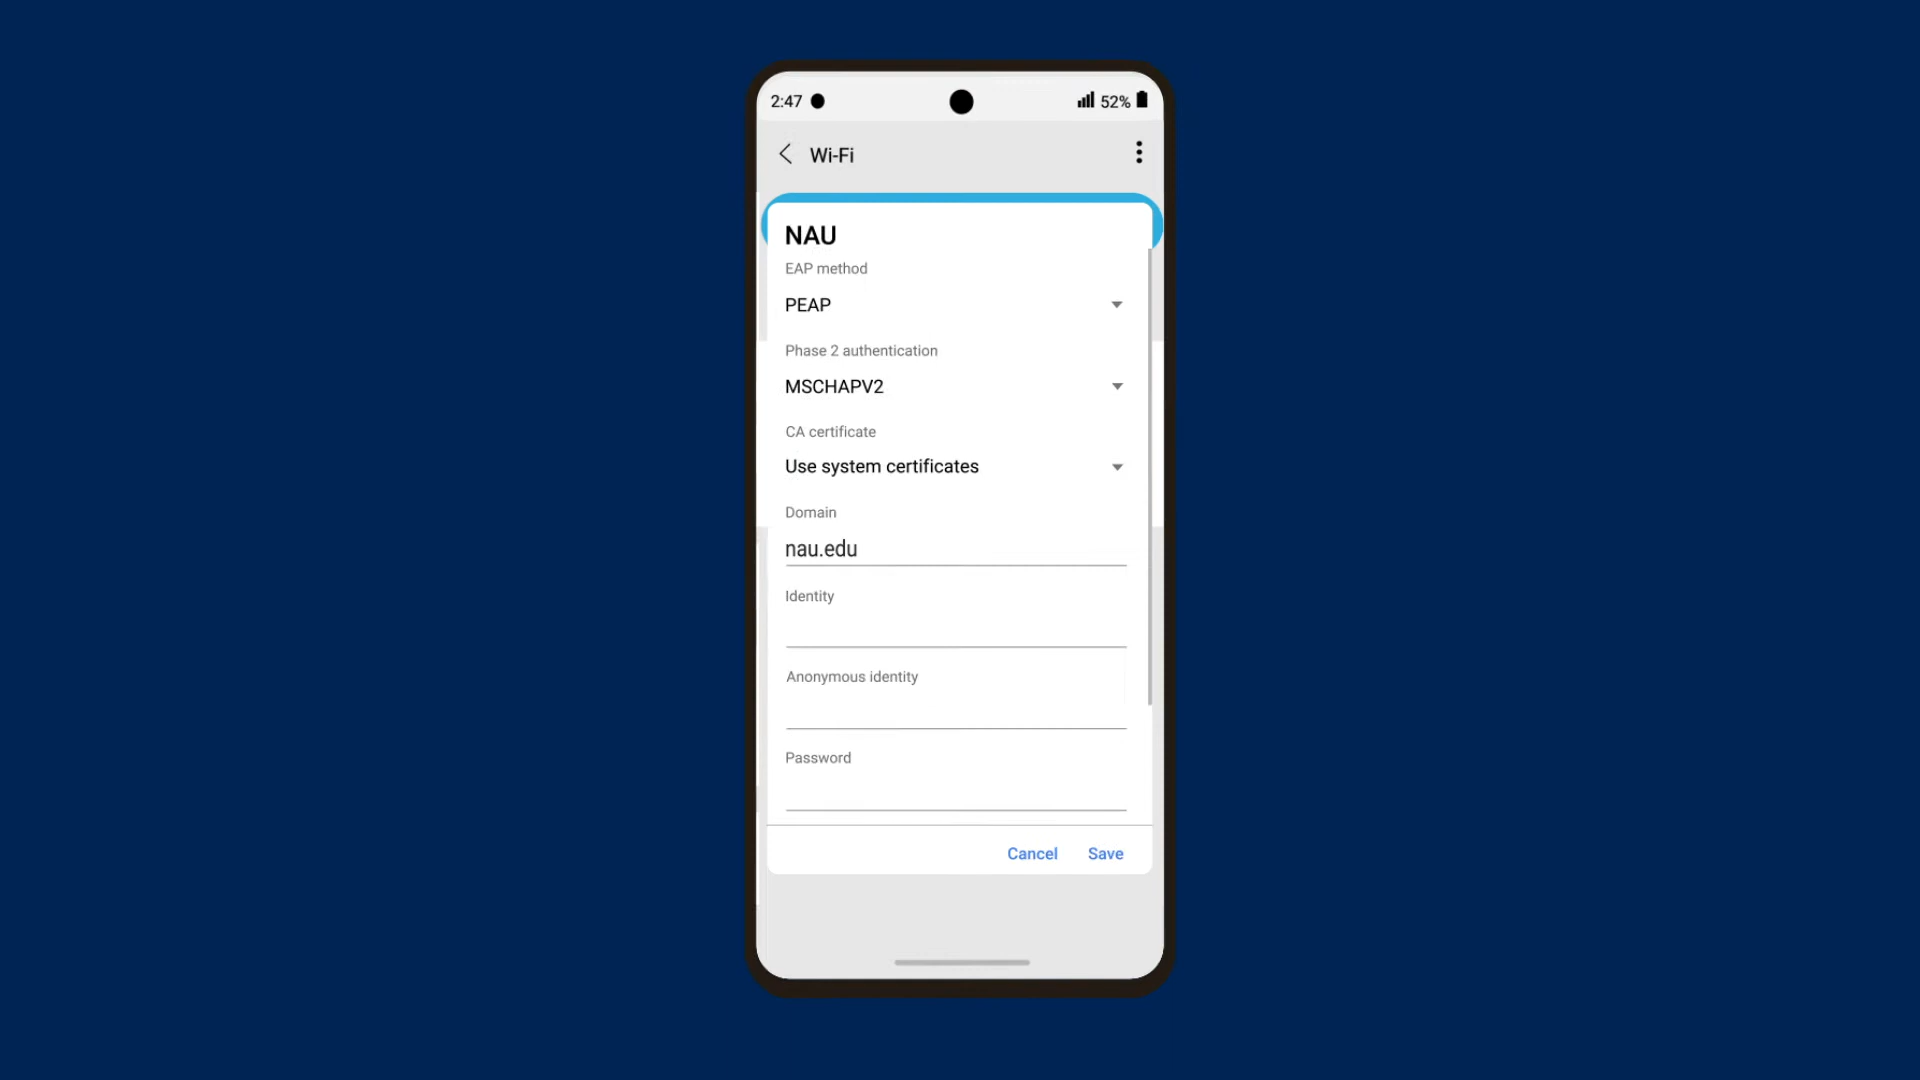 2:47 52%
Wi-Fi
NAU
EAP method
PEAP
Phase 2 authentication
MSCHAPV2
CA certificate
Use system certificates
Domain
nau.edu
Identity
Anonymous identity
Password
Cancel Save